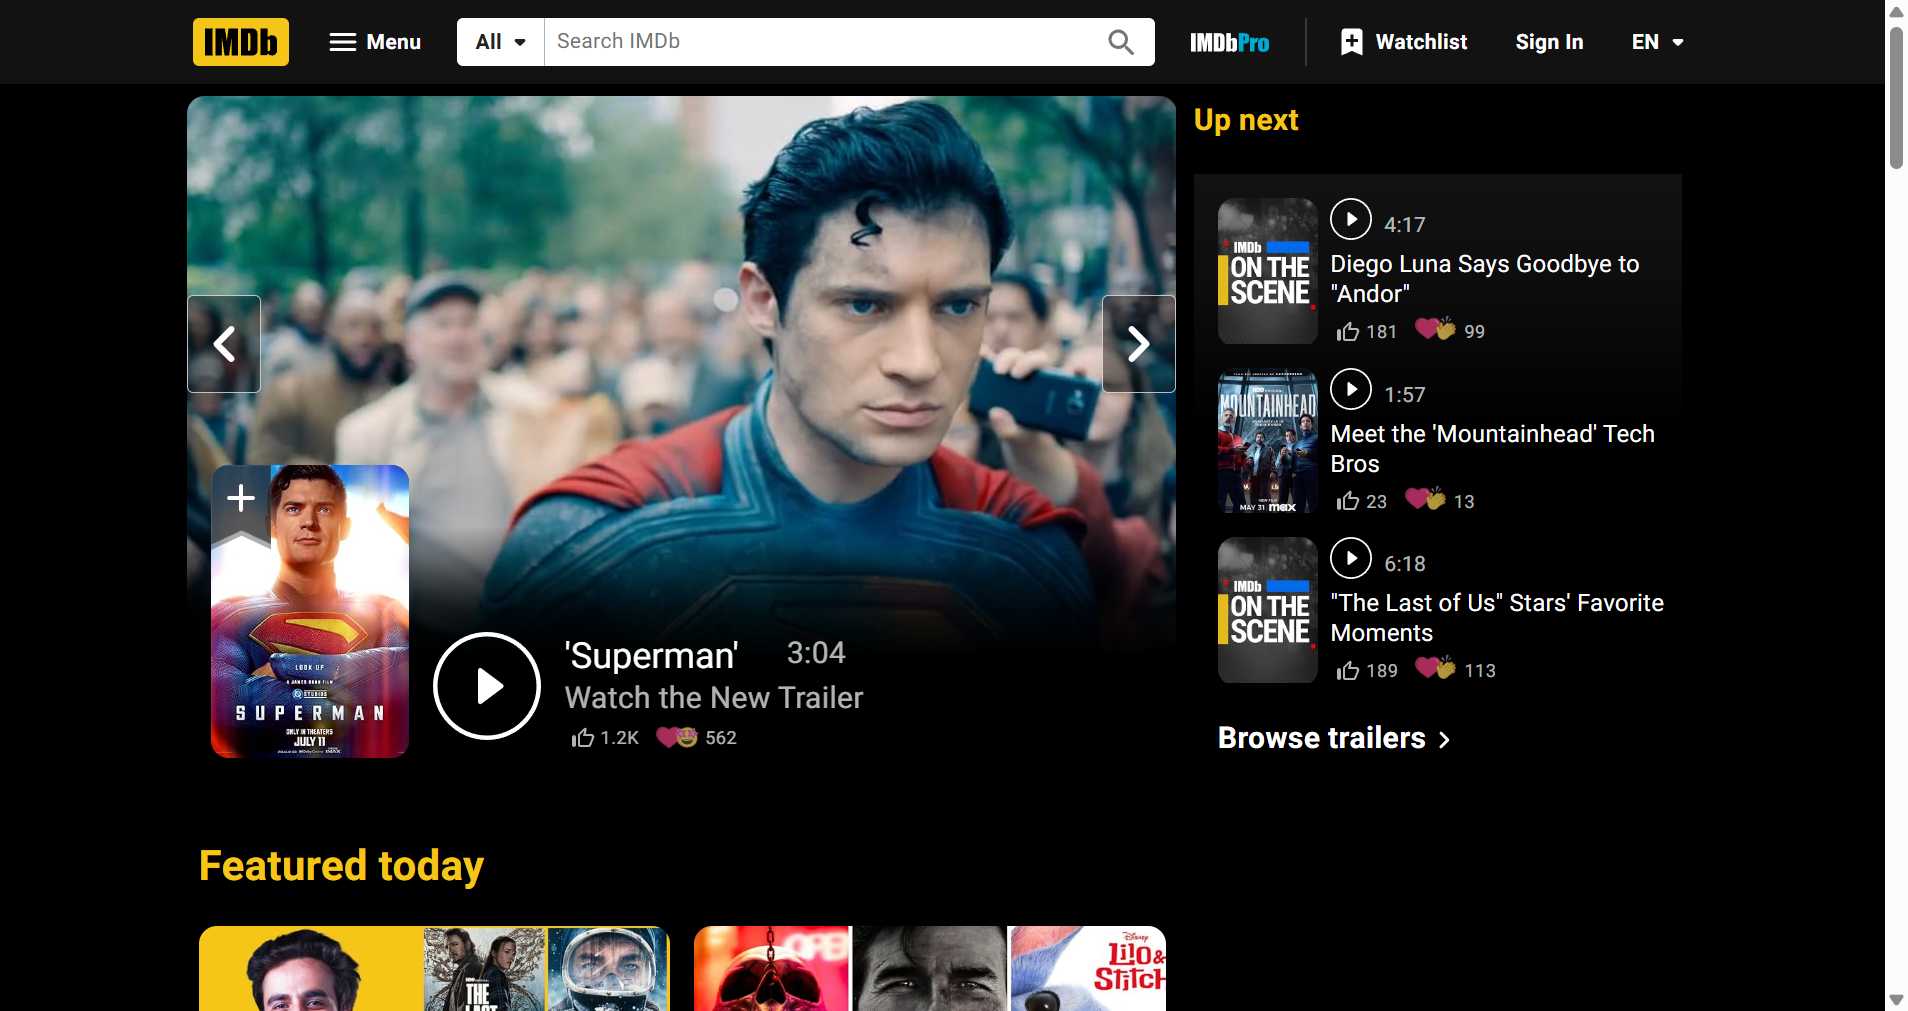 IMDb
Menu
All
Search IMDb
IMDbPro
Watchlist
Sign In
EN
Up next
IMDb
ON THE
SCENE
4:17
Diego Luna Says Goodbye to
"Andor"
181
99
MOUNTAINHEAD
MAY 31 max
1:57
Meet the 'Mountainhead' Tech
Bros
23
13
IMDb
ON THE
SCENE
6:18
"The Last of Us" Stars' Favorite
Moments
189
113
Browse trailers
LOOK UP
A JAMES GUNN FILM
STUDIOS
SUPERMAN
ONLY IN THEATERS
JULY 11
'Superman'
3:04
Watch the New Trailer
1.2K
562
Featured today
THE
OPE
Disney
Lilo &
Stitch